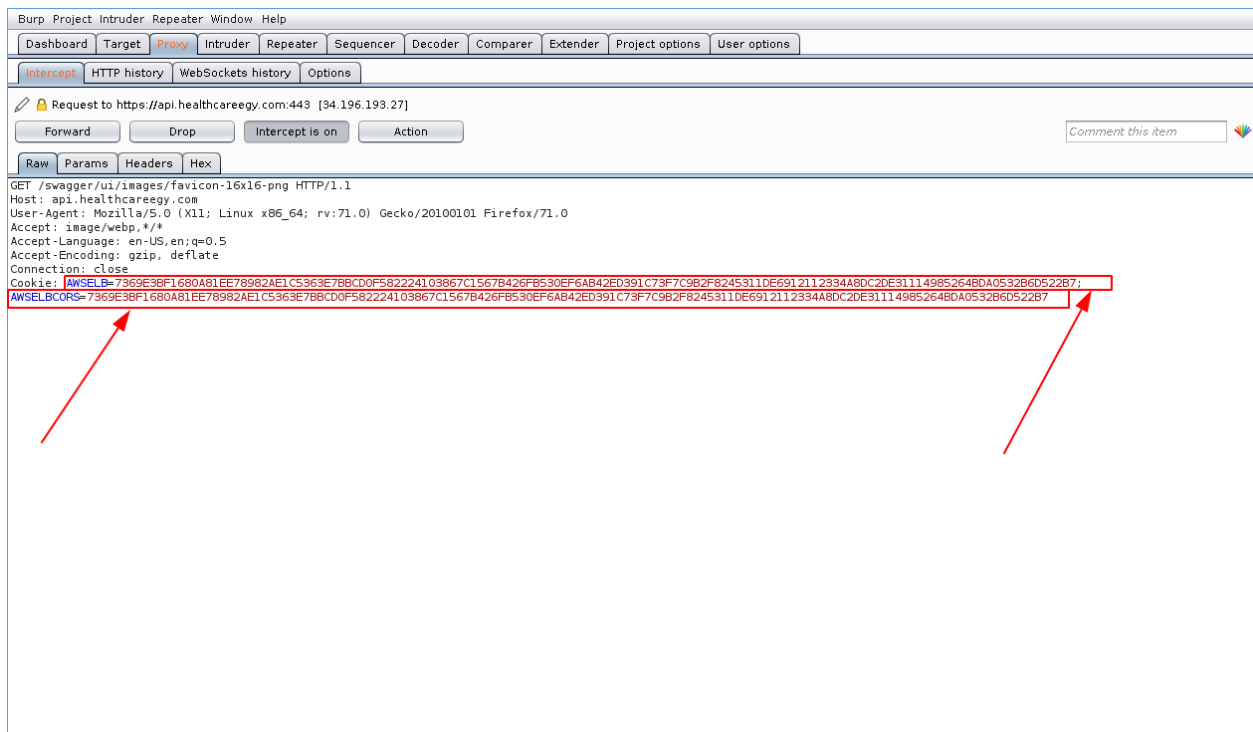 Burp Project Intruder Repeater Window Help
Dashboard Target Proxy Intruder Repeater Sequencer Decoder Comparer Extender Project options User options
Intercept HTTP history WebSockets history Options
Request to https://api.healthcareegy.com:443 [34.196.193.27]
Forward Drop Intercept is on Action Comment this item
Raw Params Headers Hex
GET /swagger/ui/images/favicon-16x16-png HTTP/1.1
Host: api.healthcareegy.com
User-Agent: Mozilla/5.0 (X11; Linux x86_64; rv:71.0) Gecko/20100101 Firefox/71.0
Accept: image/webp,*/*
Accept-Language: en-US,en;q=0.5
Accept-Encoding: gzip, deflate
Connection: close
Cookie: AWSELB=7369E3BF1680A81EE78982AE1C5363E7BBCD0F582224103867C1567B426FB530EF6AB42ED391C73F7C9B2F8245311DE6912112334A8DC2DE31114985264BDA0532B6D522B7;
AWSELBCORS=7369E3BF1680A81EE78982AE1C5363E7BBCD0F582224103867C1567B426FB530EF6AB42ED391C73F7C9B2F8245311DE6912112334A8DC2DE31114985264BDA0532B6D522B7